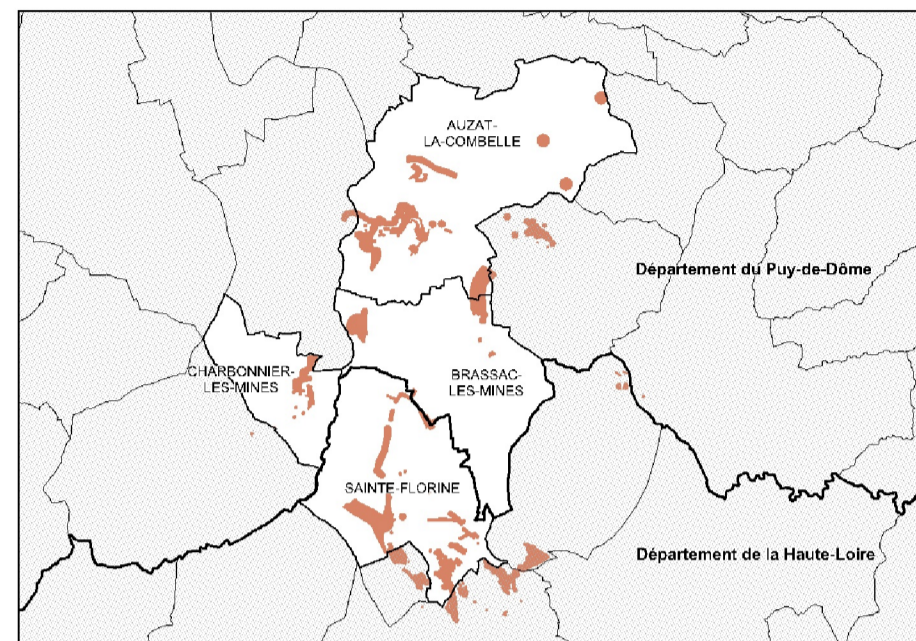 AUZAT-
LA-COMBELLE
Département du Puy-de-Dôme
CHARBONNIER-
LES-MINES
BRASSAC-
LES-MINES
SAINTE-FLORINE
Département de la Haute-Loire